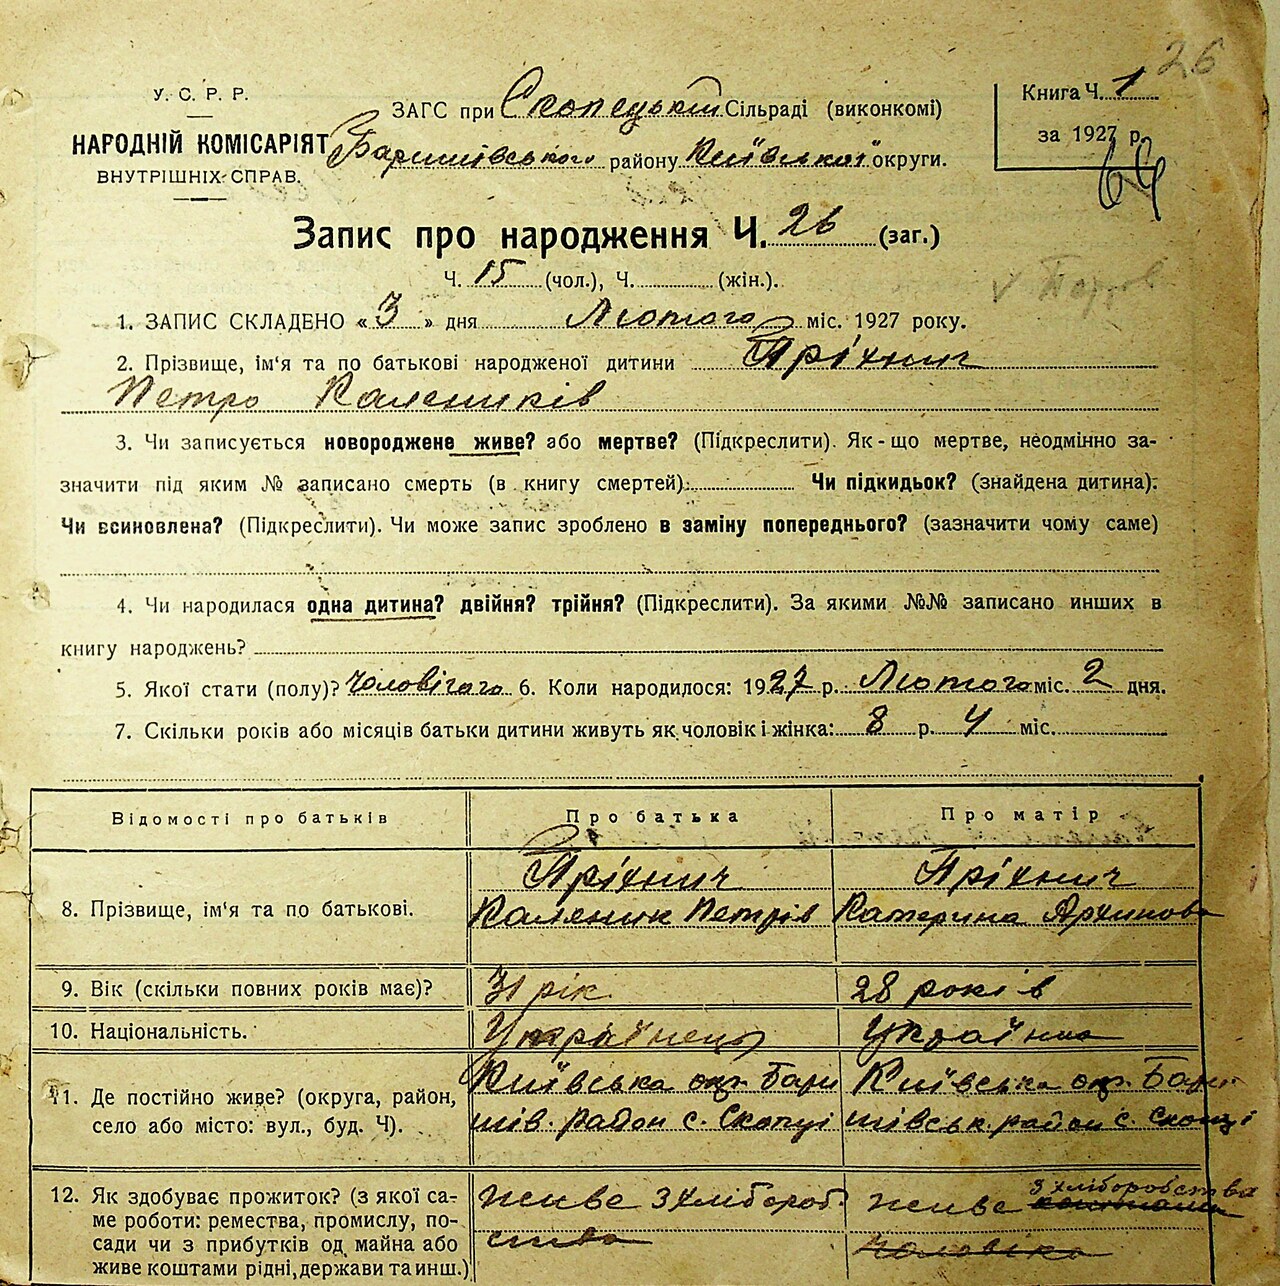 26
У. С. Р. Р.
НАРОДНІЙ КОМІСАРІЯТ
ВНУТРІШНІХ СПРАВ.
ЗАГС при Скопецькій Сільраді (виконкомі)
Баришівського району Київської округи.
Книга Ч. 1
за 1927 р.
64
Запис про народження Ч. 26 (заг.)
Ч. 15 (чол.), Ч. (жін.).
1. ЗАПИС СКЛАДЕНО « 3 » дня Лютого міс. 1927 року.
2. Прізвище, ім'я та по батькові народженої дитини Пріхнич
Петро Калеників
3. Чи записується новороджене живе? або мертве? (Підкреслити). Як-що мертве, неодмінно за-
значити під яким № записано смерть (в книгу смертей): Чи підкидьок? (знайдена дитина):
Чи всиновлена? (Підкреслити). Чи може запис зроблено в заміну попереднього? (зазначити чому саме)
4. Чи народилася одна дитина? двійня? трійня? (Підкреслити). За якими №№ записано инших в
книгу народжень?
5. Якої стати (полу)? Чоловічаго 6. Коли народилося: 1927 р. Лютого міс. 2 дня.
7. Скільки років або місяців батьки дитини живуть як чоловік і жінка: 8 р. 4 міс.
Відомості про батьків Про батька Про матір
8. Прізвище, ім'я та по батькові.
Пріхнич
Каленик Петрів
Пріхнич
Катерина Архипова
9. Вік (скільки повних років має)? 31 рік 28 років
10. Національність. Українець Українка
11. Де постійно живе? (округа, район,
село або місто: вул., буд. Ч).
Київська окр. Бари
шів. район с. Скопці
Київська окр. Бари
шівськ. район с. Скопці
12. Як здобуває прожиток? (з якої са-
ме роботи: ремества, промислу, по-
сади чи з прибутків од майна або
живе коштами рідні, держави та инш.)
живе з хлібороб
ства
живе з хліборобства
чоловіка